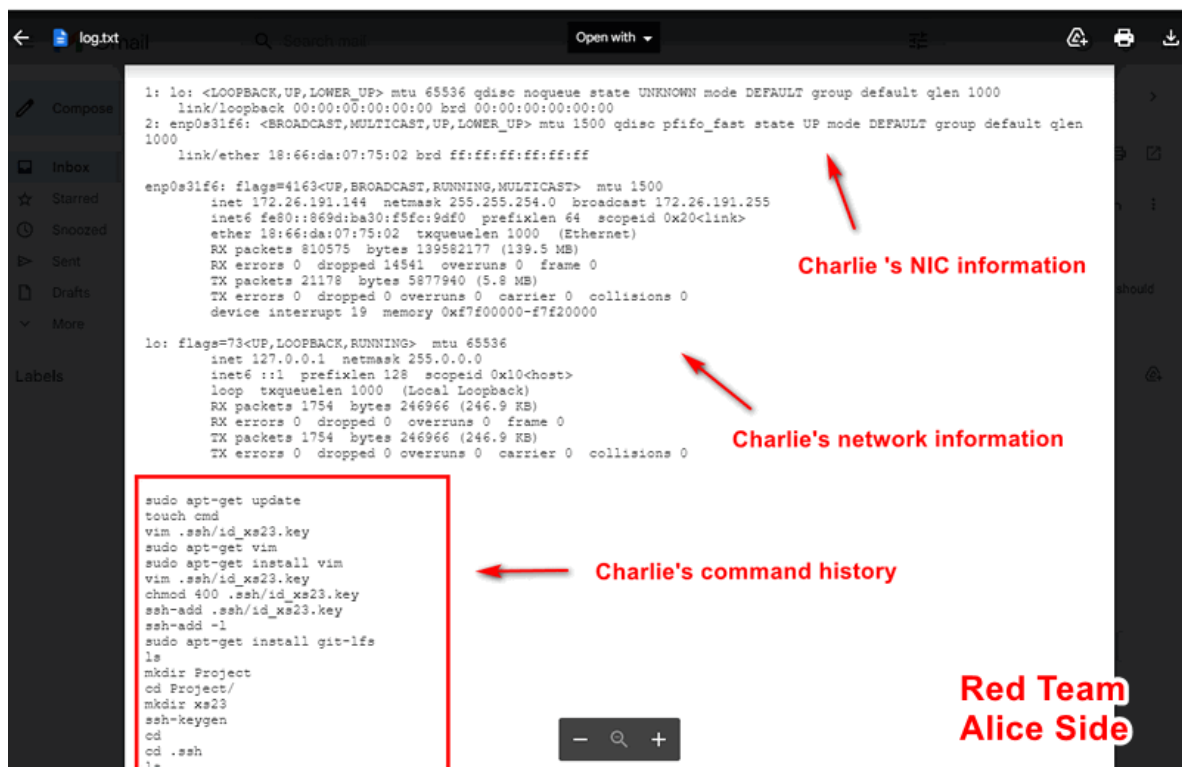 log.txt
Gmail
Search mail
Open with
Compose
Inbox
Starred
Snoozed
Sent
Drafts
More
Labels
1: lo: <LOOPBACK,UP,LOWER_UP> mtu 65536 qdisc noqueue state UNKNOWN mode DEFAULT group default qlen 1000
link/loopback 00:00:00:00:00:00 brd 00:00:00:00:00:00
2: enp0s31f6: <BROADCAST,MULTICAST,UP,LOWER_UP> mtu 1500 qdisc pfifo_fast state UP mode DEFAULT group default qlen
1000
link/ether 18:66:da:07:75:02 brd ff:ff:ff:ff:ff:ff
enp0s31f6: flags=4163<UP,BROADCAST,RUNNING,MULTICAST> mtu 1500
inet 172.26.191.144 netmask 255.255.254.0 broadcast 172.26.191.255
inet6 fe80::869d:ba30:f5fc:9df0 prefixlen 64 scopeid 0x20<link>
ether 18:66:da:07:75:02 txqueuelen 1000 (Ethernet)
RX packets 810575 bytes 139582177 (139.5 MB)
RX errors 0 dropped 14541 overruns 0 frame 0
TX packets 21178 bytes 5877940 (5.8 MB)
TX errors 0 dropped 0 overruns 0 carrier 0 collisions 0
device interrupt 19 memory 0xf7f00000-f7f20000
Charlie 's NIC information
should
lo: flags=73<UP,LOOPBACK,RUNNING> mtu 65536
inet 127.0.0.1 netmask 255.0.0.0
inet6 ::1 prefixlen 128 scopeid 0x10<host>
loop txqueuelen 1000 (Local Loopback)
RX packets 1754 bytes 246966 (246.9 KB)
RX errors 0 dropped 0 overruns 0 frame 0
TX packets 1754 bytes 246966 (246.9 KB)
TX errors 0 dropped 0 overruns 0 carrier 0 collisions 0
Charlie's network information
sudo apt-get update
touch cmd
vim .ssh/id_xs23.key
sudo apt-get vim
sudo apt-get install vim
vim .ssh/id_xs23.key
chmod 400 .ssh/id_xs23.key
ssh-add .ssh/id_xs23.key
ssh-add -l
sudo apt-get install git-lfs
ls
mkdir Project
cd Project/
mkdir xs23
ssh-keygen
cd
cd .ssh
ls
Charlie's command history
Red Team
Alice Side